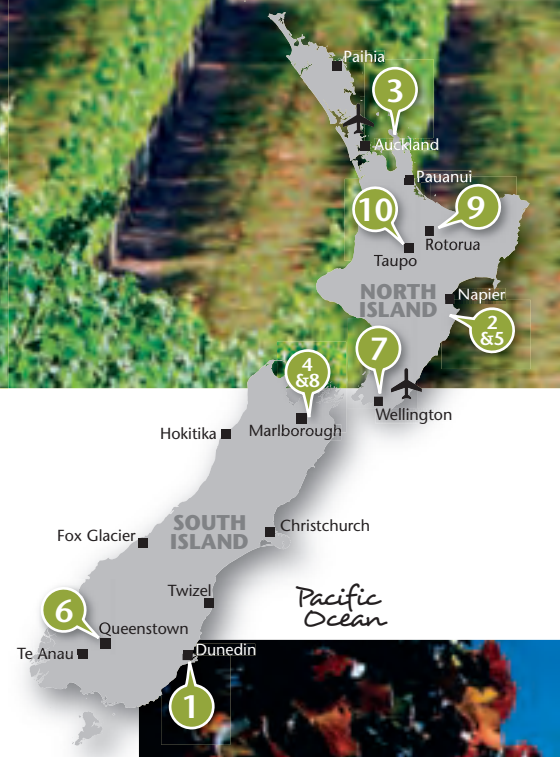 Paihia
3
Auckland
Pauanui
10
9
Rotorua
Taupo
NORTH
ISLAND
Napier
2
&5
7
4
&8
Wellington
Marlborough
Hokitika
SOUTH
ISLAND
Christchurch
Fox Glacier
Twizel
Pacific
Ocean
6
Queenstown
Te Anau
Dunedin
1